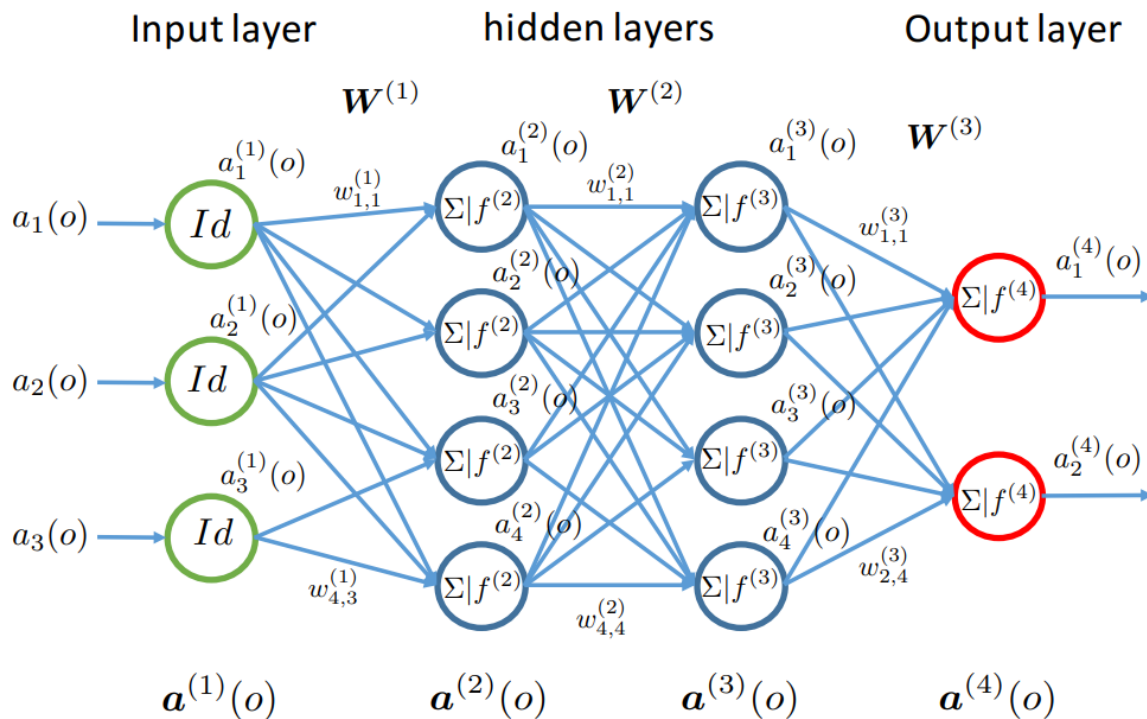 Input layer hidden layers Output layer
W^(1) W^(2) W^(3)
a_1^(1)(o) a_1^(2)(o) a_1^(3)(o)
w_{1,1}^(1) w_{1,1}^(2) w_{1,1}^(3)
a_1(o) Id Σ|f^(2) Σ|f^(3) Σ|f^(4) a_1^(4)(o)
a_2^(1)(o) a_2^(2)(o) a_2^(3)(o)
a_2(o) Id Σ|f^(2) Σ|f^(3)
a_3^(1)(o) a_3^(2)(o) a_3^(3)(o) a_2^(4)(o)
Σ|f^(2) Σ|f^(3) Σ|f^(4)
a_3(o) Id a_4^(2)(o) a_4^(3)(o)
w_{4,3}^(1) Σ|f^(2) w_{4,4}^(2) Σ|f^(3) w_{2,4}^(3)
a^(1)(o) a^(2)(o) a^(3)(o) a^(4)(o)